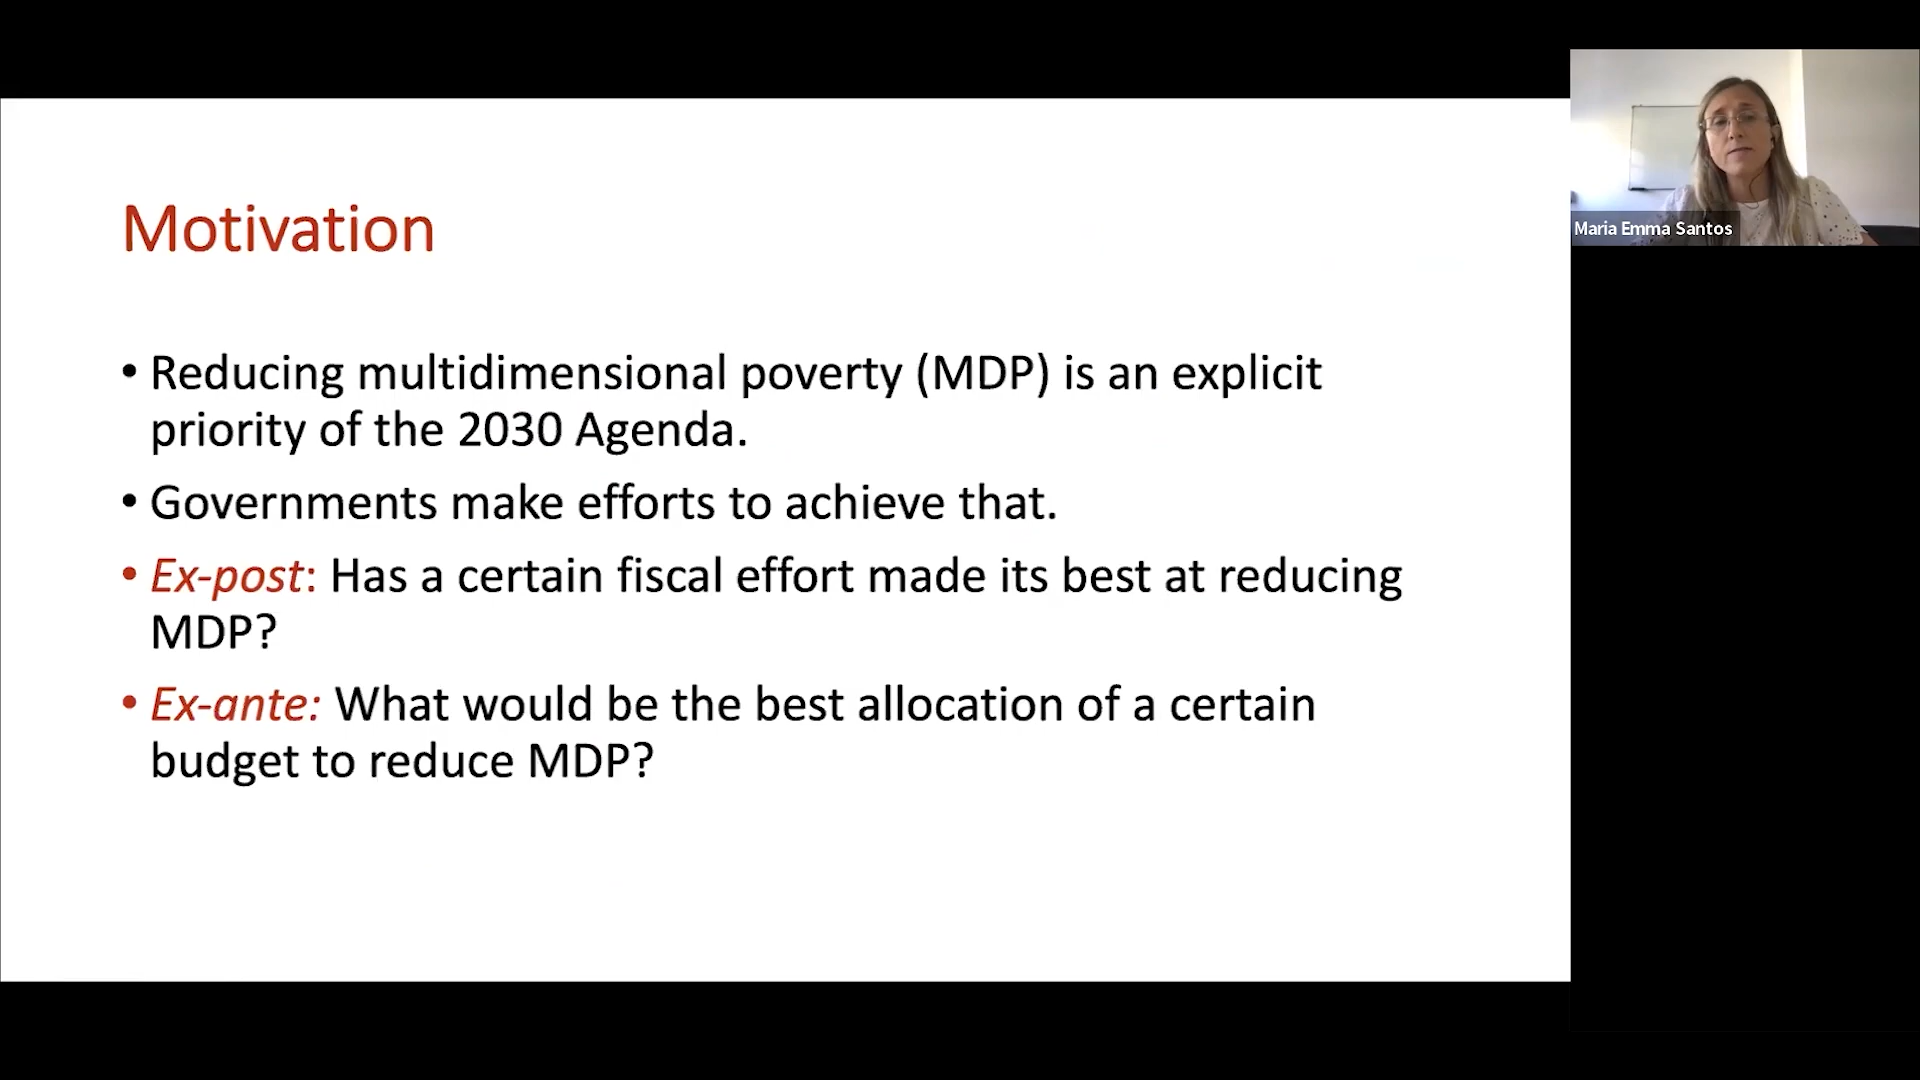 Motivation
• Reducing multidimensional poverty (MDP) is an explicit
priority of the 2030 Agenda.
• Governments make efforts to achieve that.
• Ex-post: Has a certain fiscal effort made its best at reducing
MDP?
• Ex-ante: What would be the best allocation of a certain
budget to reduce MDP?
Maria Emma Santos